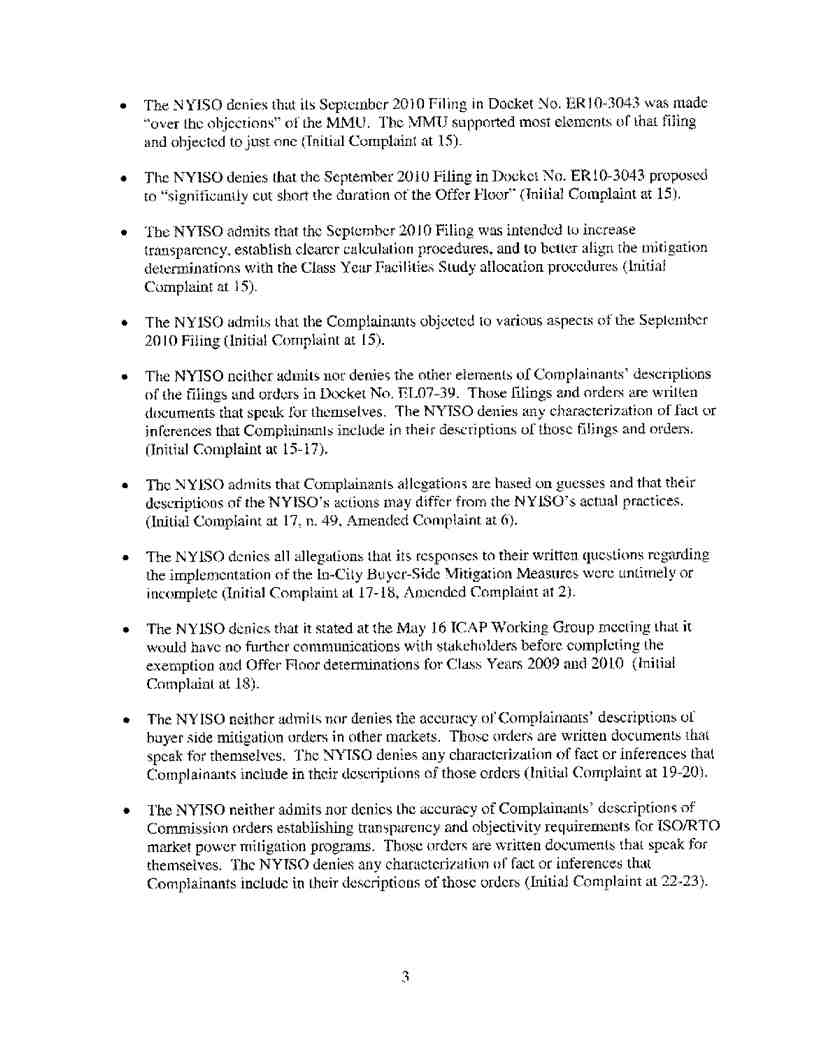 • The NYISO denies that its September 2010 Filing in Docket No. ER10-3043 was made
"over the objections" of the MMU. The MMU supported most elements of that filing
and objected to just one (Initial Complaint at 15).
• The NYISO denies that the September 2010 Filing in Docket No. ER10-3043 proposed
to "significantly cut short the duration of the Offer Floor" (Initial Complaint at 15).
• The NYISO admits that the September 2010 Filing was intended to increase
transparency, establish clearer calculation procedures, and to better align the mitigation
determinations with the Class Year Facilities Study allocation procedures (Initial
Complaint at 15).
• The NYISO admits that the Complainants objected to various aspects of the September
2010 Filing (Initial Complaint at 15).
• The NYISO neither admits nor denies the other elements of Complainants' descriptions
of the filings and orders in Docket No. EL07-39. Those filings and orders are written
documents that speak for themselves. The NYISO denies any characterization of fact or
inferences that Complainants include in their descriptions of those filings and orders.
(Initial Complaint at 15-17).
• The NYISO admits that Complainants allegations are based on guesses and that their
descriptions of the NYISO's actions may differ from the NYISO's actual practices.
(Initial Complaint at 17, n. 49, Amended Complaint at 6).
• The NYISO denies all allegations that its responses to their written questions regarding
the implementation of the In-City Buyer-Side Mitigation Measures were untimely or
incomplete (Initial Complaint at 17-18, Amended Complaint at 2).
• The NYISO denies that it stated at the May 16 ICAP Working Group meeting that it
would have no further communications with stakeholders before completing the
exemption and Offer Floor determinations for Class Years 2009 and 2010 (Initial
Complaint at 18).
• The NYISO neither admits nor denies the accuracy of Complainants' descriptions of
buyer side mitigation orders in other markets. Those orders are written documents that
speak for themselves. The NYISO denies any characterization of fact or inferences that
Complainants include in their descriptions of those orders (Initial Complaint at 19-20).
• The NYISO neither admits nor denies the accuracy of Complainants' descriptions of
Commission orders establishing transparency and objectivity requirements for ISO/RTO
market power mitigation programs. Those orders are written documents that speak for
themselves. The NYISO denies any characterization of fact or inferences that
Complainants include in their descriptions of those orders (Initial Complaint at 22-23).
3